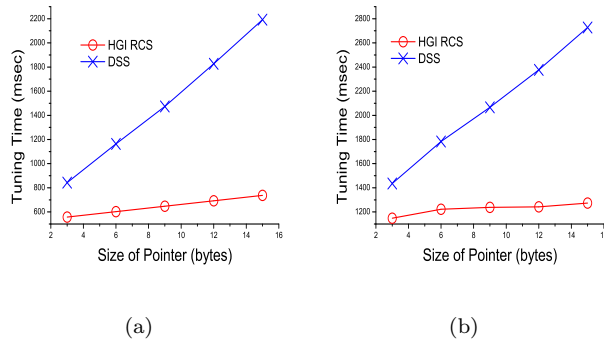 2200
2000
1800
1600
1400
1200
1000
800
600
Tuning Time (msec)
HGI RCS
DSS
2 4 6 8 10 12 14 16
Size of Pointer (bytes)
(a)
2800
2600
2400
2200
2000
1800
1600
1400
1200
Tuning Time (msec)
HGI RCS
DSS
2 4 6 8 10 12 14 16
Size of Pointer (bytes)
(b)